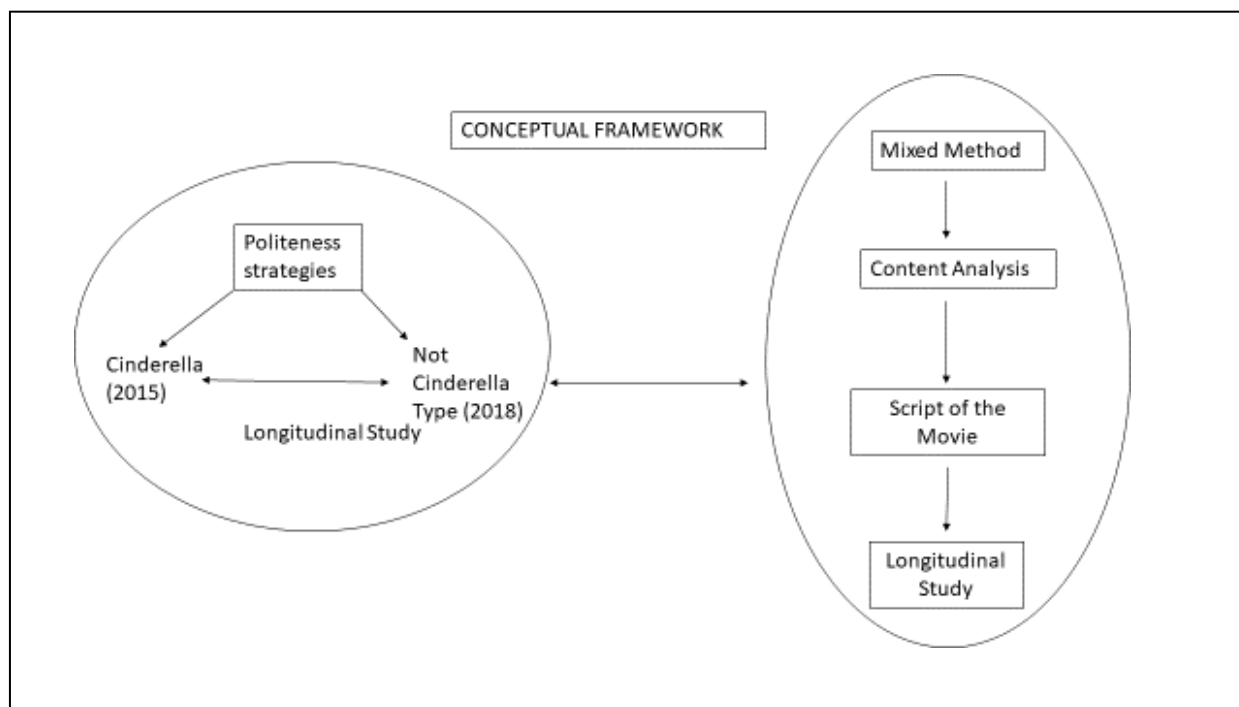 CONCEPTUAL FRAMEWORK
Politeness
strategies
Cinderella
(2015)
Not
Cinderella
Type (2018)
Longitudinal Study
Mixed Method
Content Analysis
Script of the
Movie
Longitudinal
Study